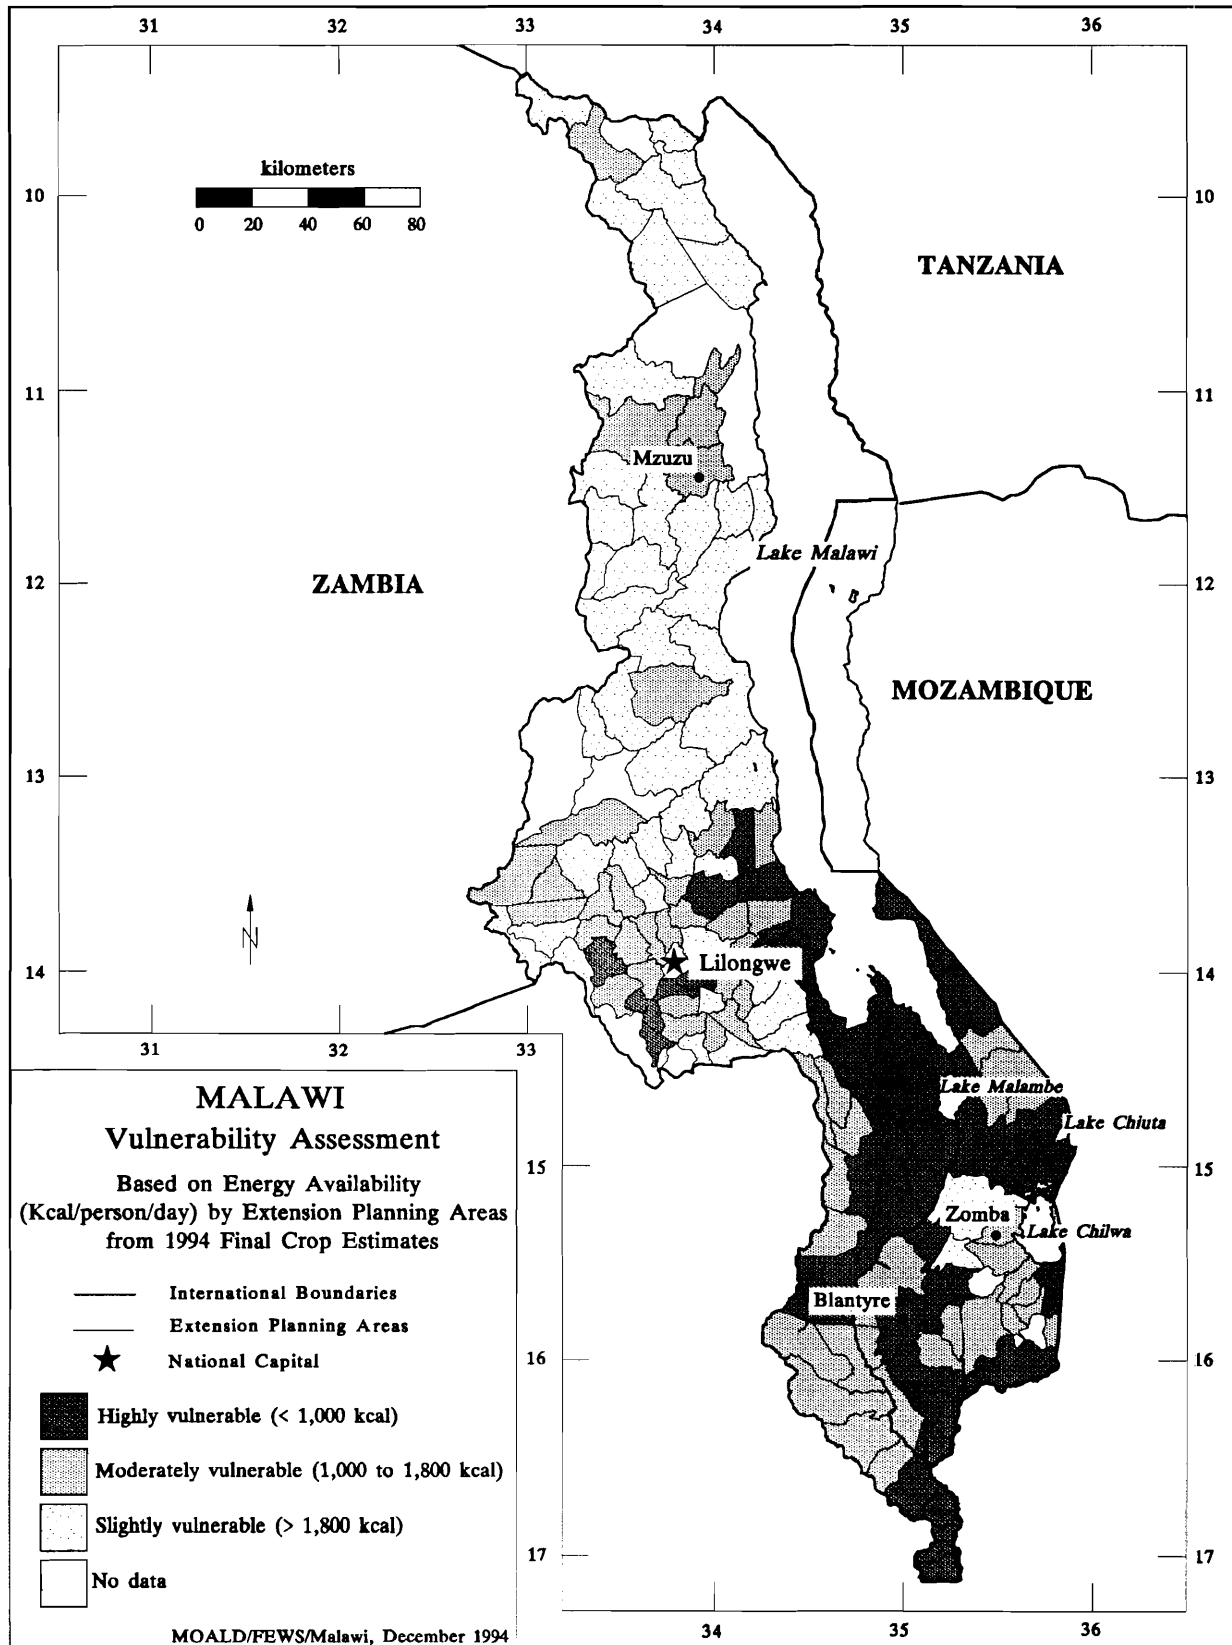 31 32 33 34 35 36
kilometers
0 20 40 60 80
10 10
TANZANIA
11 11
Mzuzu
Lake Malawi
ZAMBIA
12 12
MOZAMBIQUE
13 13
N
Lilongwe
14 14
31 32 33
MALAWI
Vulnerability Assessment
Based on Energy Availability
(Kcal/person/day) by Extension Planning Areas
from 1994 Final Crop Estimates
International Boundaries
Extension Planning Areas
National Capital
Highly vulnerable (< 1,000 kcal)
Moderately vulnerable (1,000 to 1,800 kcal)
Slightly vulnerable (> 1,800 kcal)
No data
MOALD/FEWS/Malawi, December 1994
Lake Malambe
Lake Chiuta
15 15
Zomba
Lake Chilwa
Blantyre
16 16
17 17
34 35 36